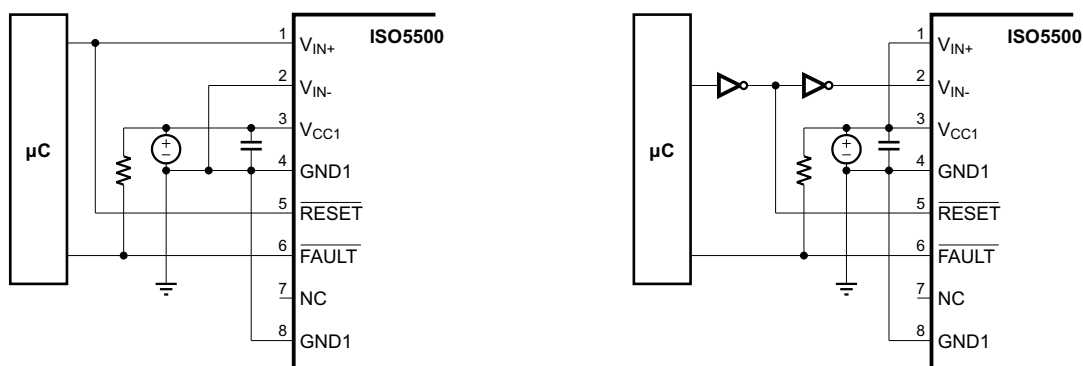 µC
ISO5500
1 V_IN+
2 V_IN-
3 V_CC1
+
−
4 GND1
5 RESET
6 FAULT
7 NC
8 GND1
µC
ISO5500
1 V_IN+
2 V_IN-
3 V_CC1
+
−
4 GND1
5 RESET
6 FAULT
7 NC
8 GND1